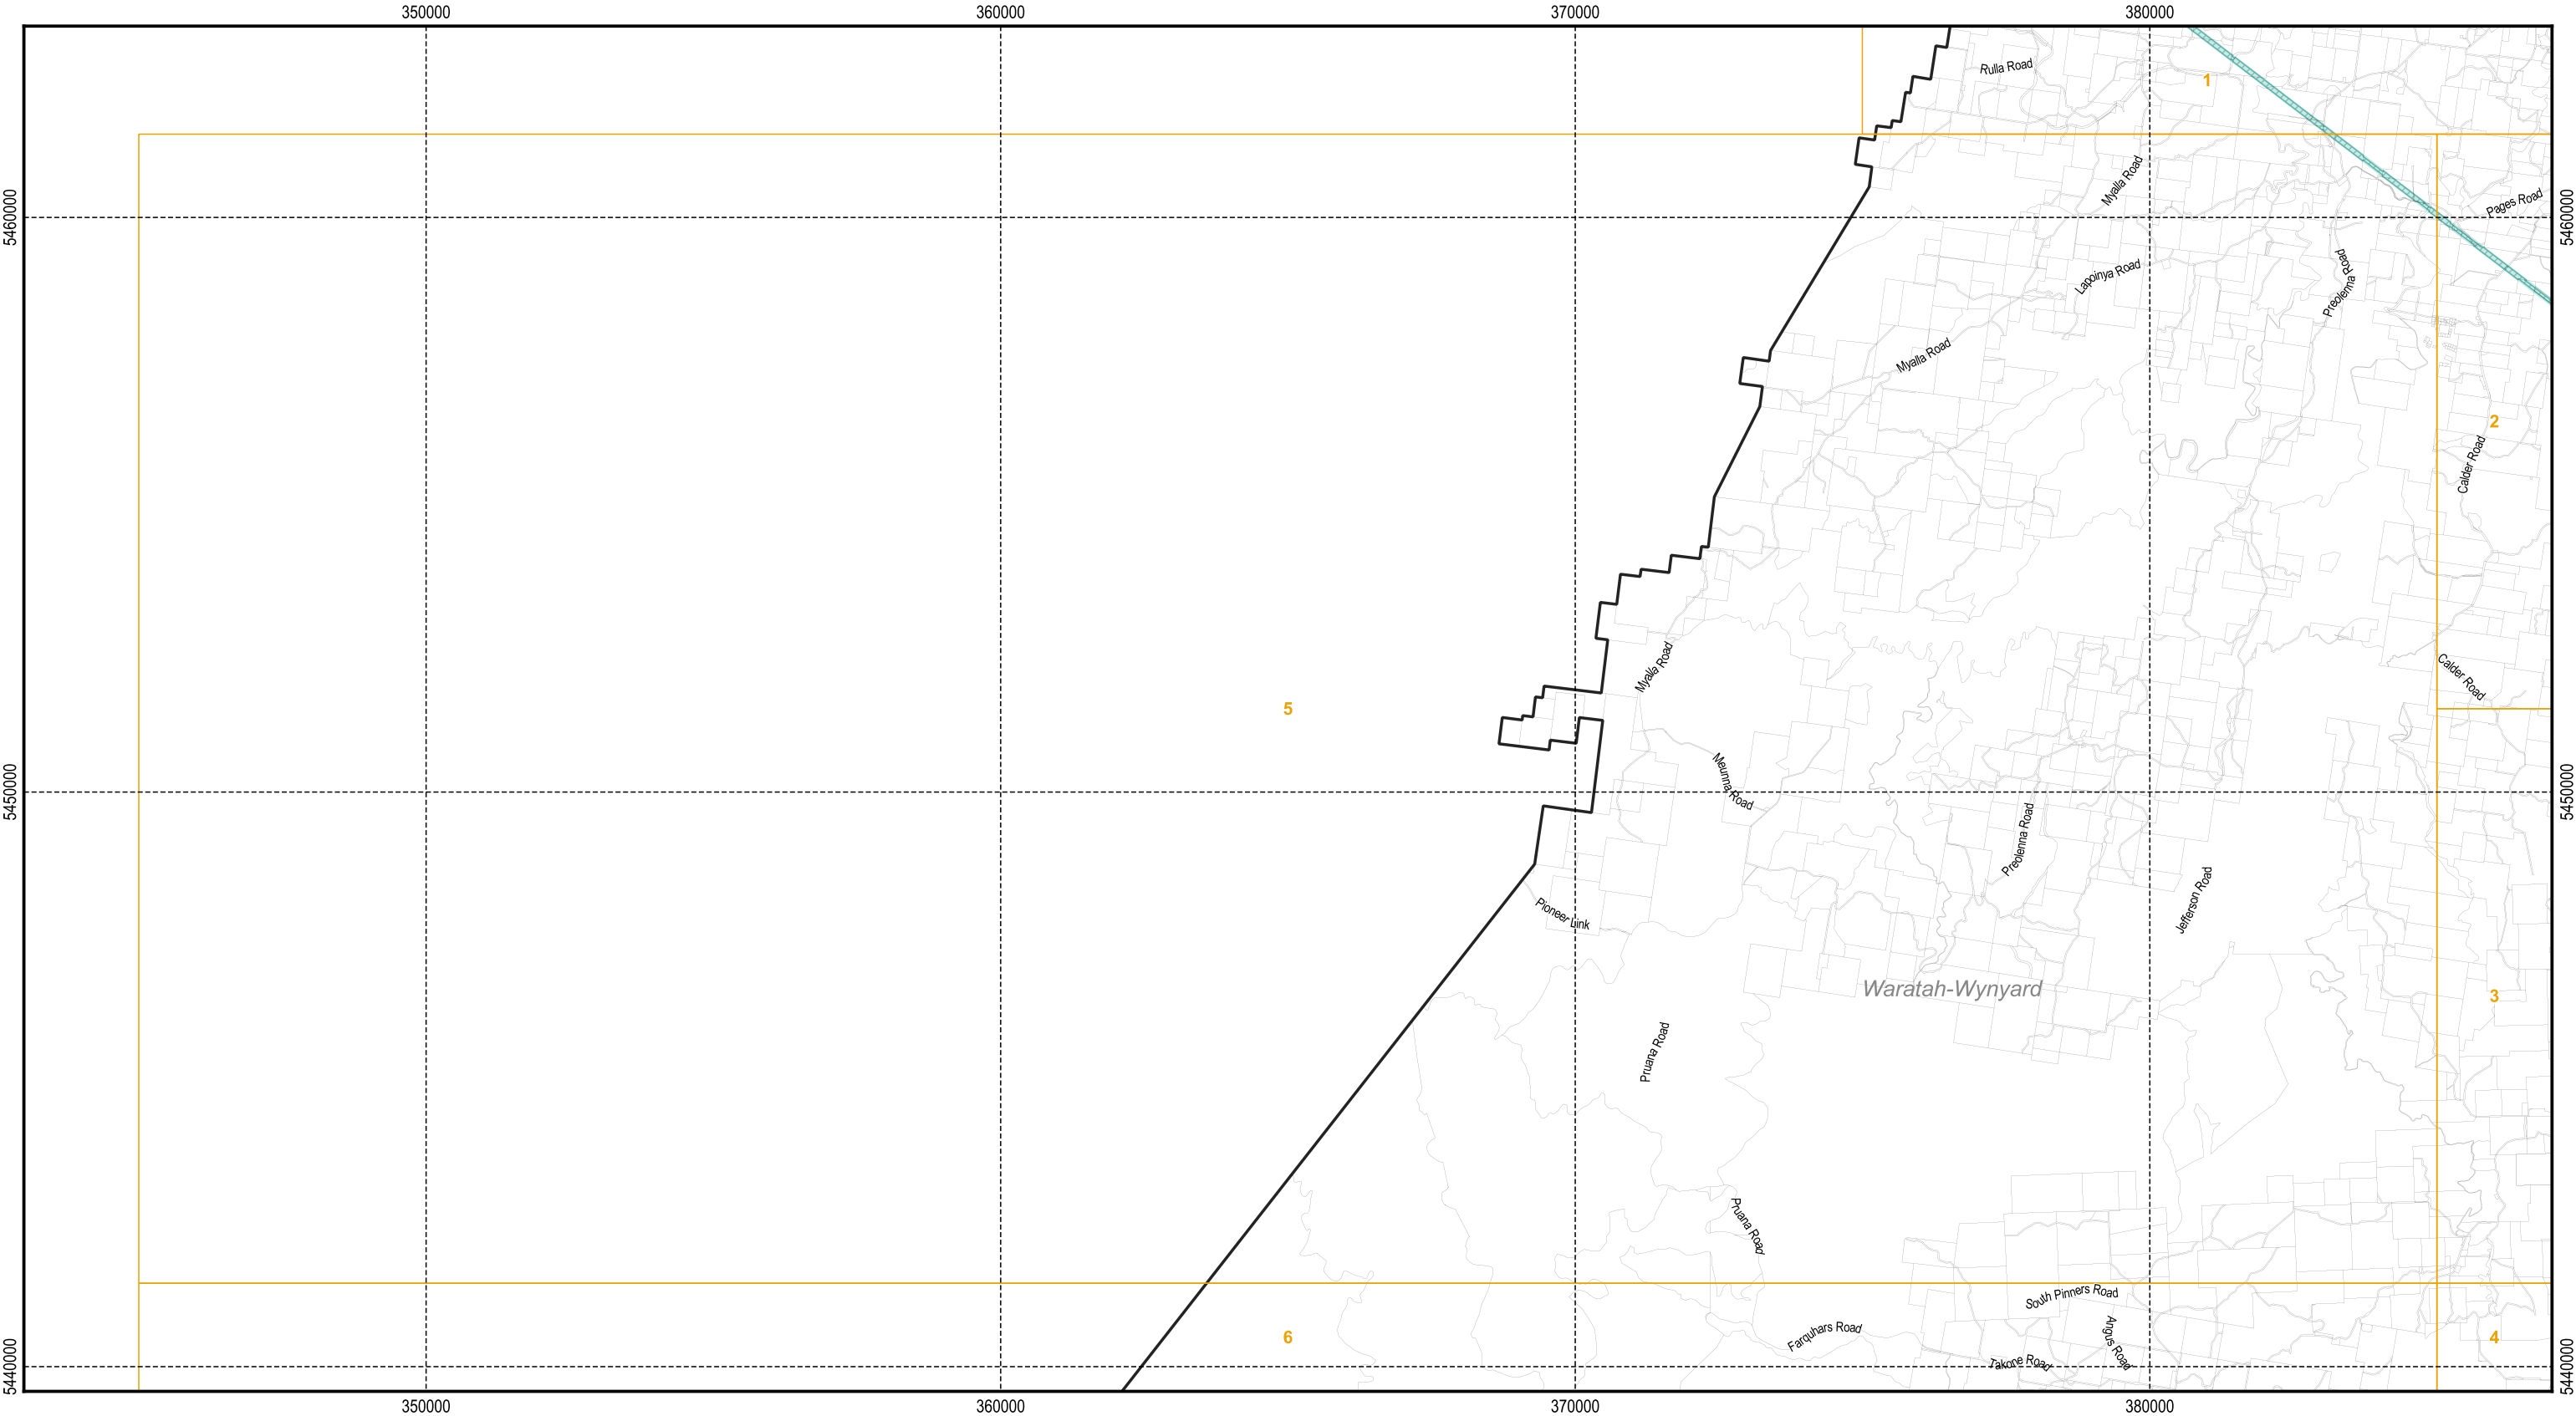 350000
360000
370000
380000
Rulla Road
1
Myalla Road
Pages Road
5460000
5460000
Lapoinya Road
Preolenna Road
Myalla Road
2
Calder Road
Myalla Road
Calder Road
5
Meunna Road
5450000
5450000
Preolenna Road
Jefferson Road
Pioneer Link
Waratah-Wynyard
3
Pruana Road
Pruana Road
South Pinners Road
Farquhars Road
Angus Road
6
4
Takone Road
5440000
5440000
350000
360000
370000
380000